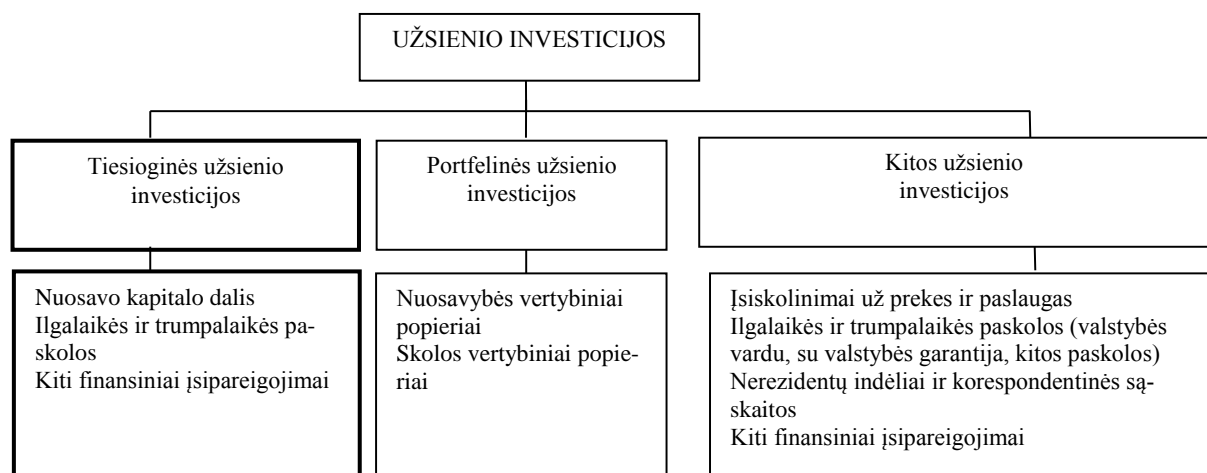 UŽSIENIO INVESTICIJOS
Tiesioginės užsienio
investicijos
Portfelinės užsienio
investicijos
Kitos užsienio
investicijos
Nuosavo kapitalo dalis
Ilgalaikės ir trumpalaikės pa-
skolos
Kiti finansiniai įsipareigojimai
Nuosavybės vertybiniai
popieriai
Skolos vertybiniai popie-
riai
Įsiskolinimai už prekes ir paslaugas
Ilgalaikės ir trumpalaikės paskolos (valstybės
vardu, su valstybės garantija, kitos paskolos)
Nerezidentų indėliai ir korespondentinės są-
skaitos
Kiti finansiniai įsipareigojimai